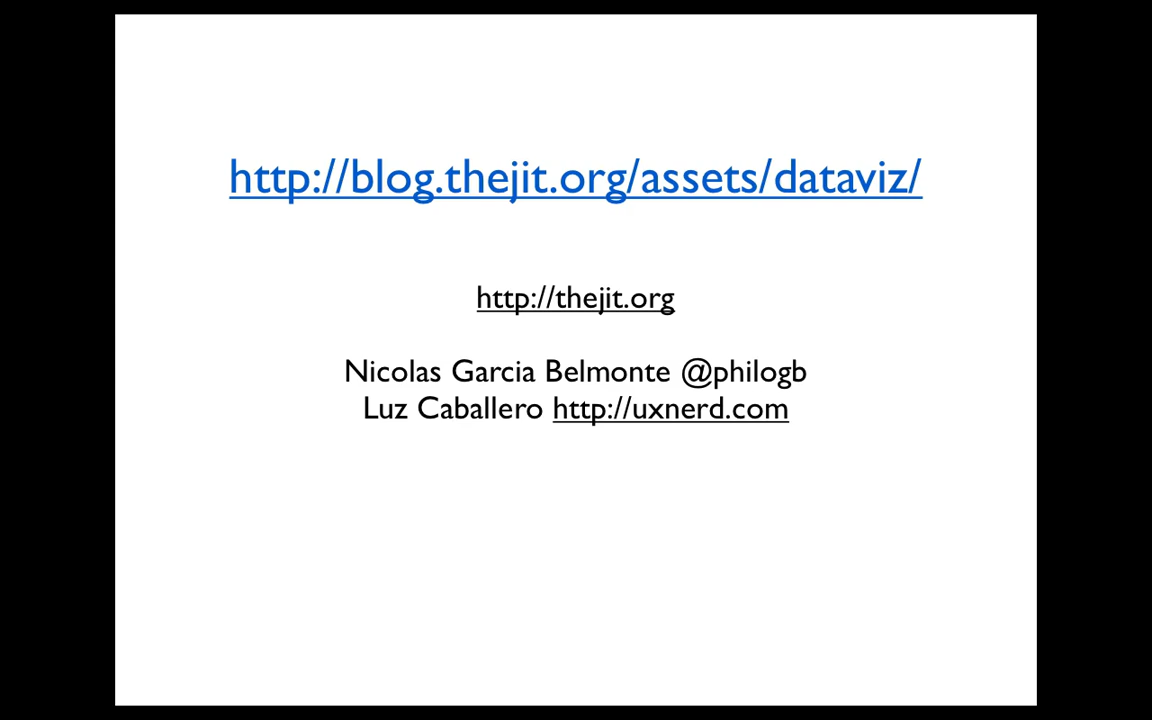 http://blog.thejit.org/assets/dataviz/
http://thejit.org
Nicolas Garcia Belmonte @philogb
Luz Caballero http://uxnerd.com